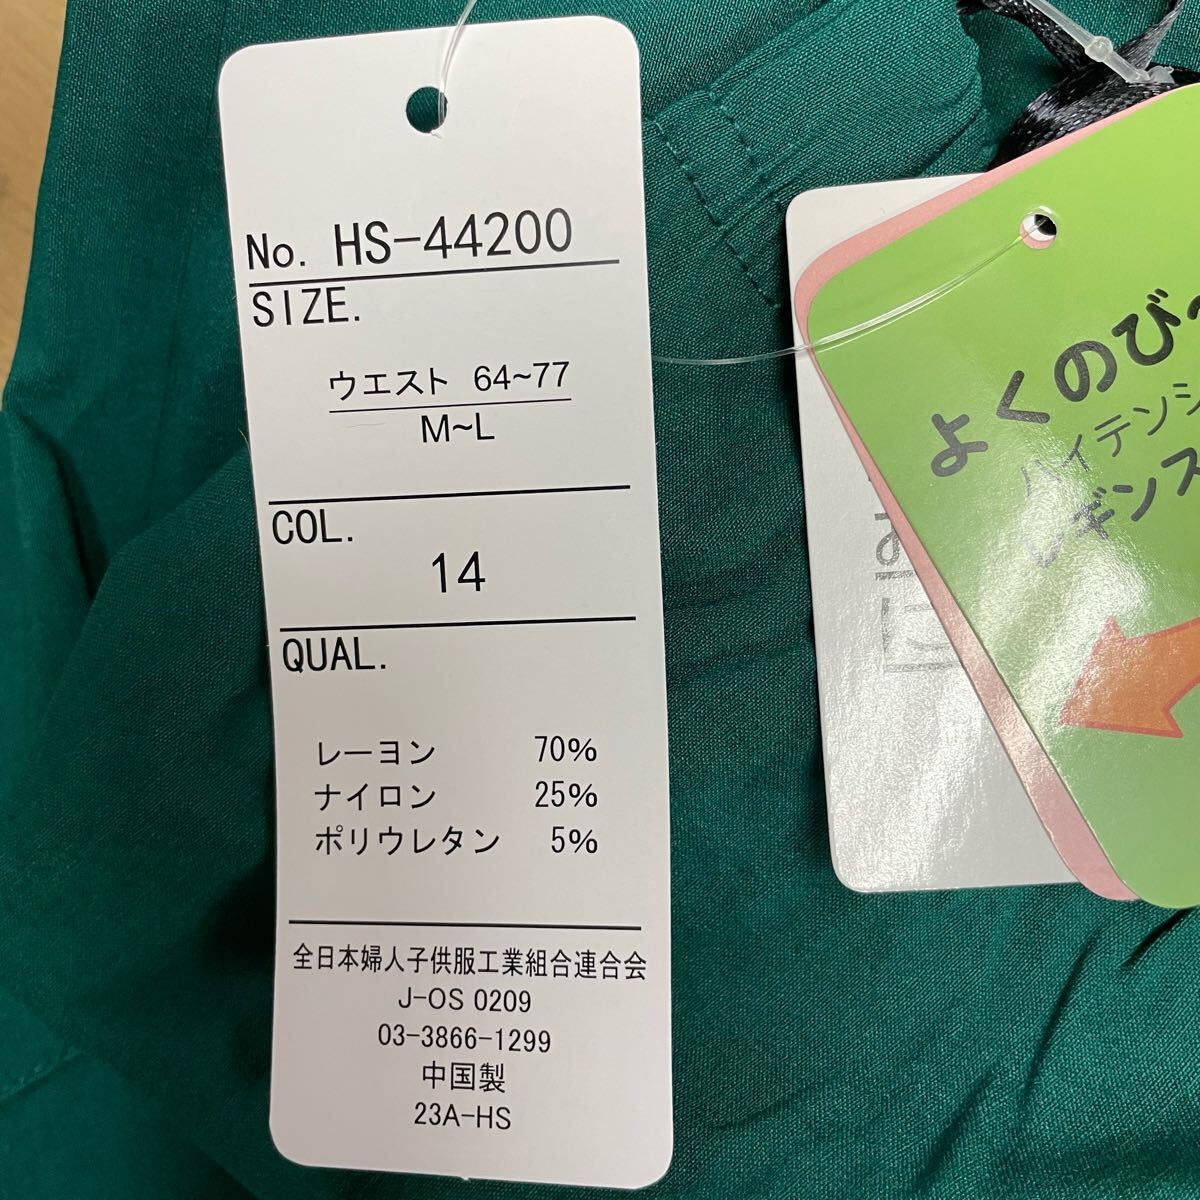 No. HS-44200
SIZE.
ウエスト 64~77
M~L
COL.
14
QUAL.
レーヨン 70%
ナイロン 25%
ポリウレタン 5%
全日本婦人子供服工業組合連合会
J-OS 0209
03-3866-1299
中国製
23A-HS
よくのび〜
ハイテンシ
レギンス